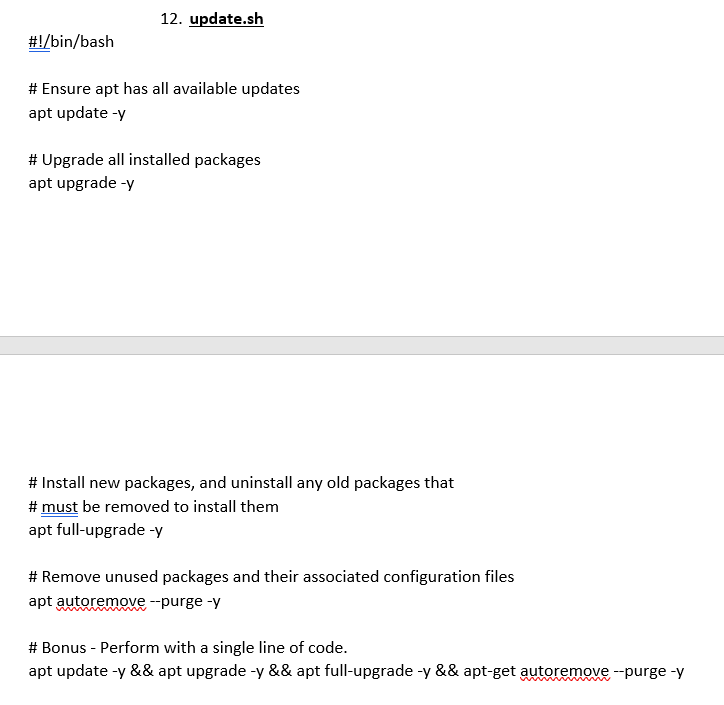 12. update.sh
#!/bin/bash
# Ensure apt has all available updates
apt update -y
# Upgrade all installed packages
apt upgrade -y
# Install new packages, and uninstall any old packages that
# must be removed to install them
apt full-upgrade -y
# Remove unused packages and their associated configuration files
apt autoremove --purge -y
# Bonus - Perform with a single line of code.
apt update -y && apt upgrade -y && apt full-upgrade -y && apt-get autoremove --purge -y